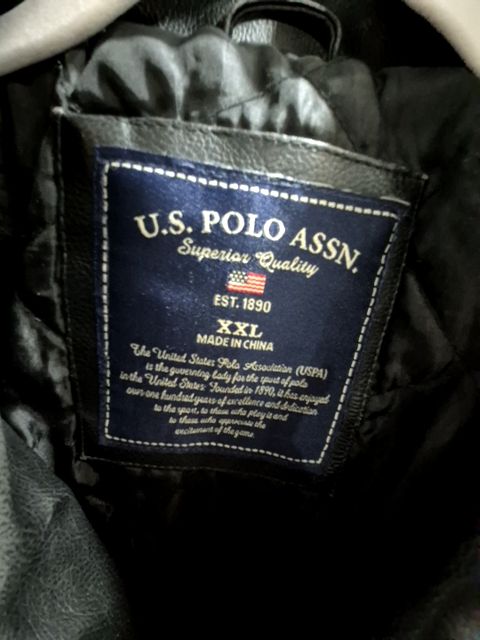 U.S. POLO ASSN.
Superior Quality
EST. 1890
XXL
MADE IN CHINA
The United States Polo Association (USPA)
is the governing body for the sport of polo
in the United States. Founded in 1890, it has enjoyed
over one hundred years of excellence and dedication
to the sport, to those who play it and
to those who appreciate the
excitement of the game.